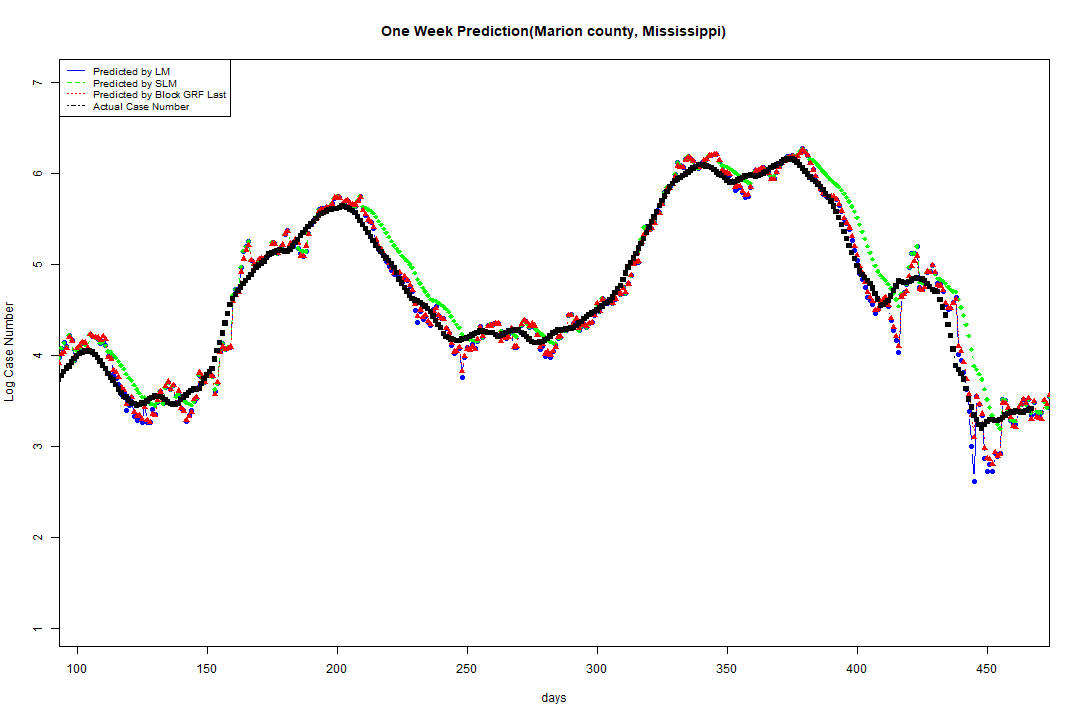 One Week Prediction(Marion county, Mississippi)
Predicted by LM
Predicted by SLM
Predicted by Block GRF Last
Actual Case Number
Log Case Number
7
6
5
4
3
2
1
100 150 200 250 300 350 400 450
days